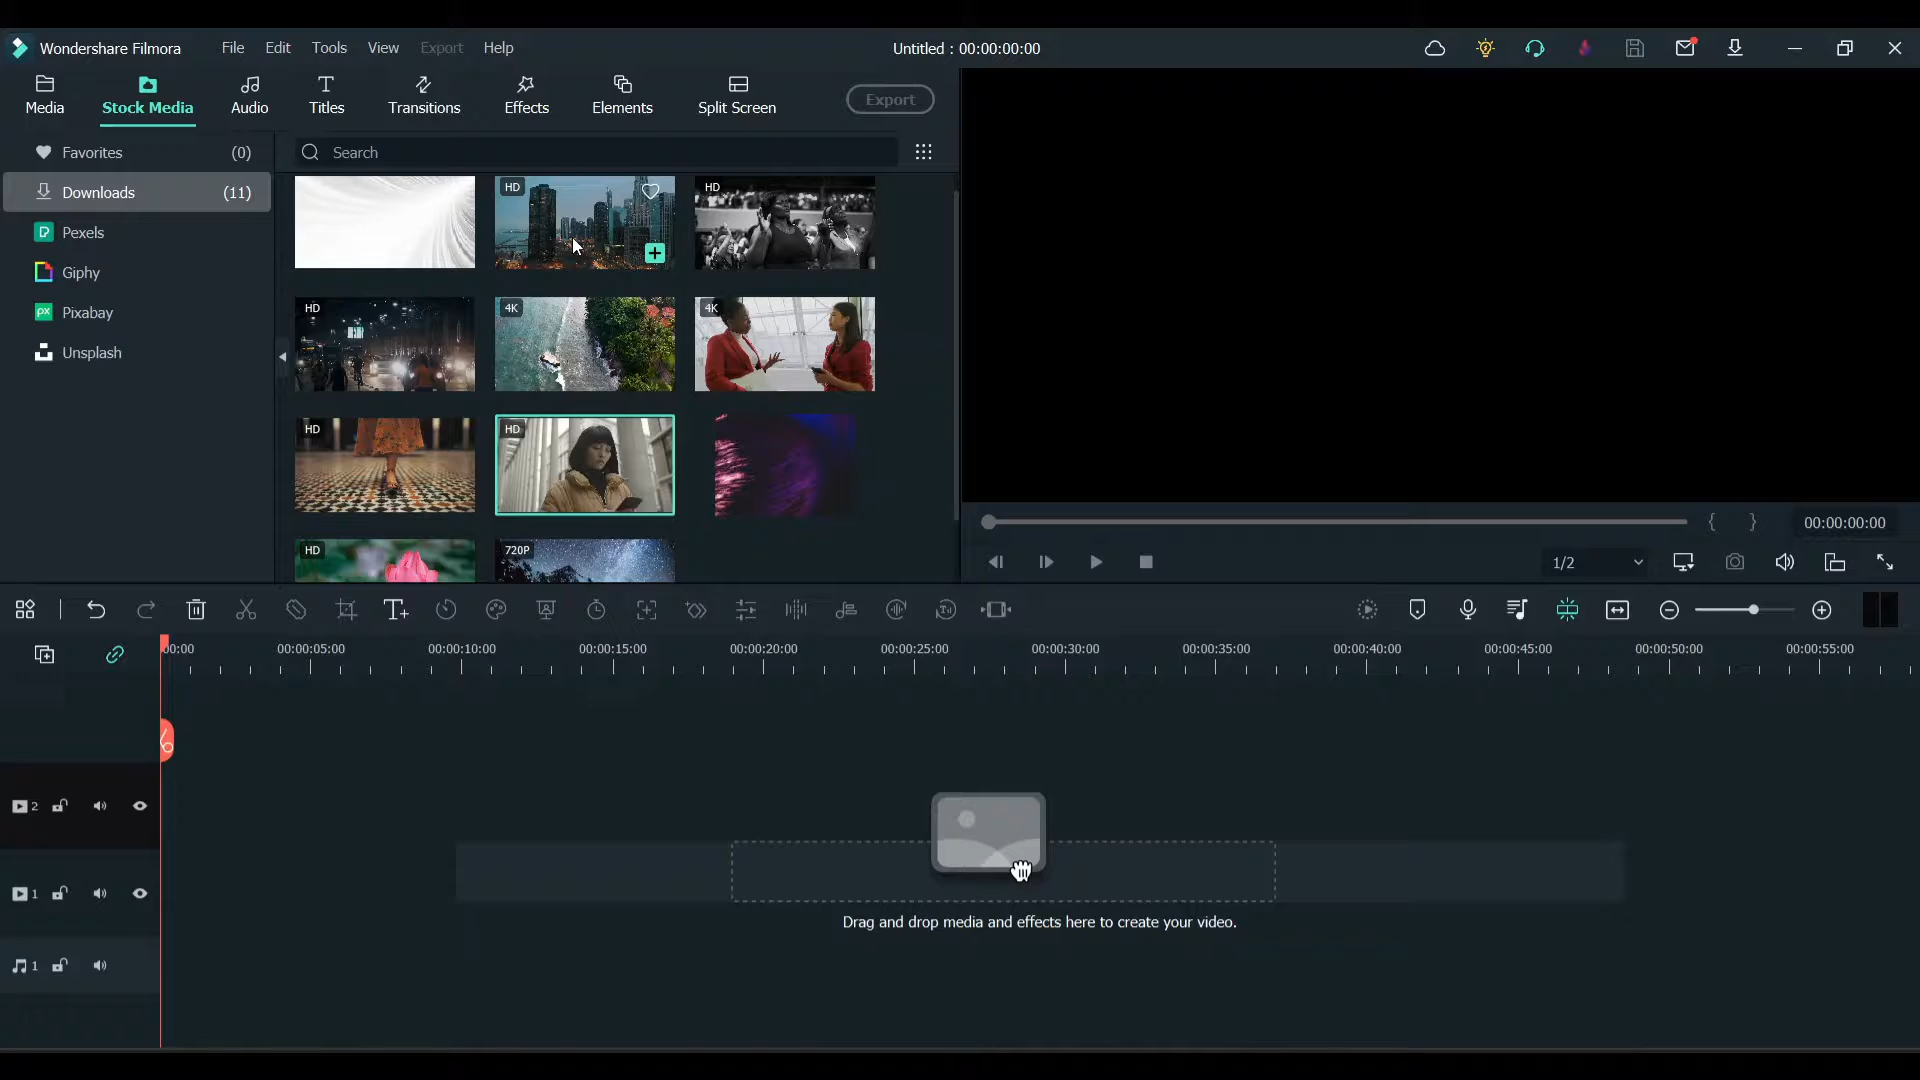 Wondershare Filmora File Edit Tools View Export Help Untitled : 00:00:00:00
Media Stock Media Audio Titles Transitions Effects Elements Split Screen Export
Favorites (0)
Search
Downloads (11)
Pexels
Giphy
Pixabay
Unsplash
HD HD
HD 4K 4K
HD HD
HD 720P
{ } 00:00:00:00
1/2
00:00 00:00:05:00 00:00:10:00 00:00:15:00 00:00:20:00 00:00:25:00 00:00:30:00 00:00:35:00 00:00:40:00 00:00:45:00 00:00:50:00 00:00:55:00
2
1
Drag and drop media and effects here to create your video.
1